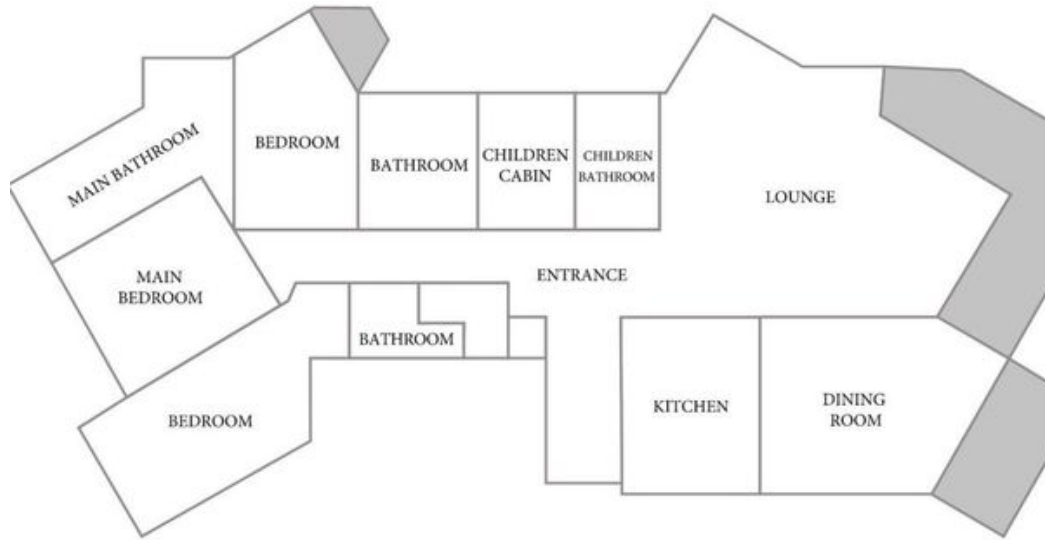 MAIN BATHROOM
BEDROOM
BATHROOM
CHILDREN
CABIN
CHILDREN
BATHROOM
LOUNGE
MAIN
BEDROOM
ENTRANCE
BATHROOM
BEDROOM
KITCHEN
DINING
ROOM